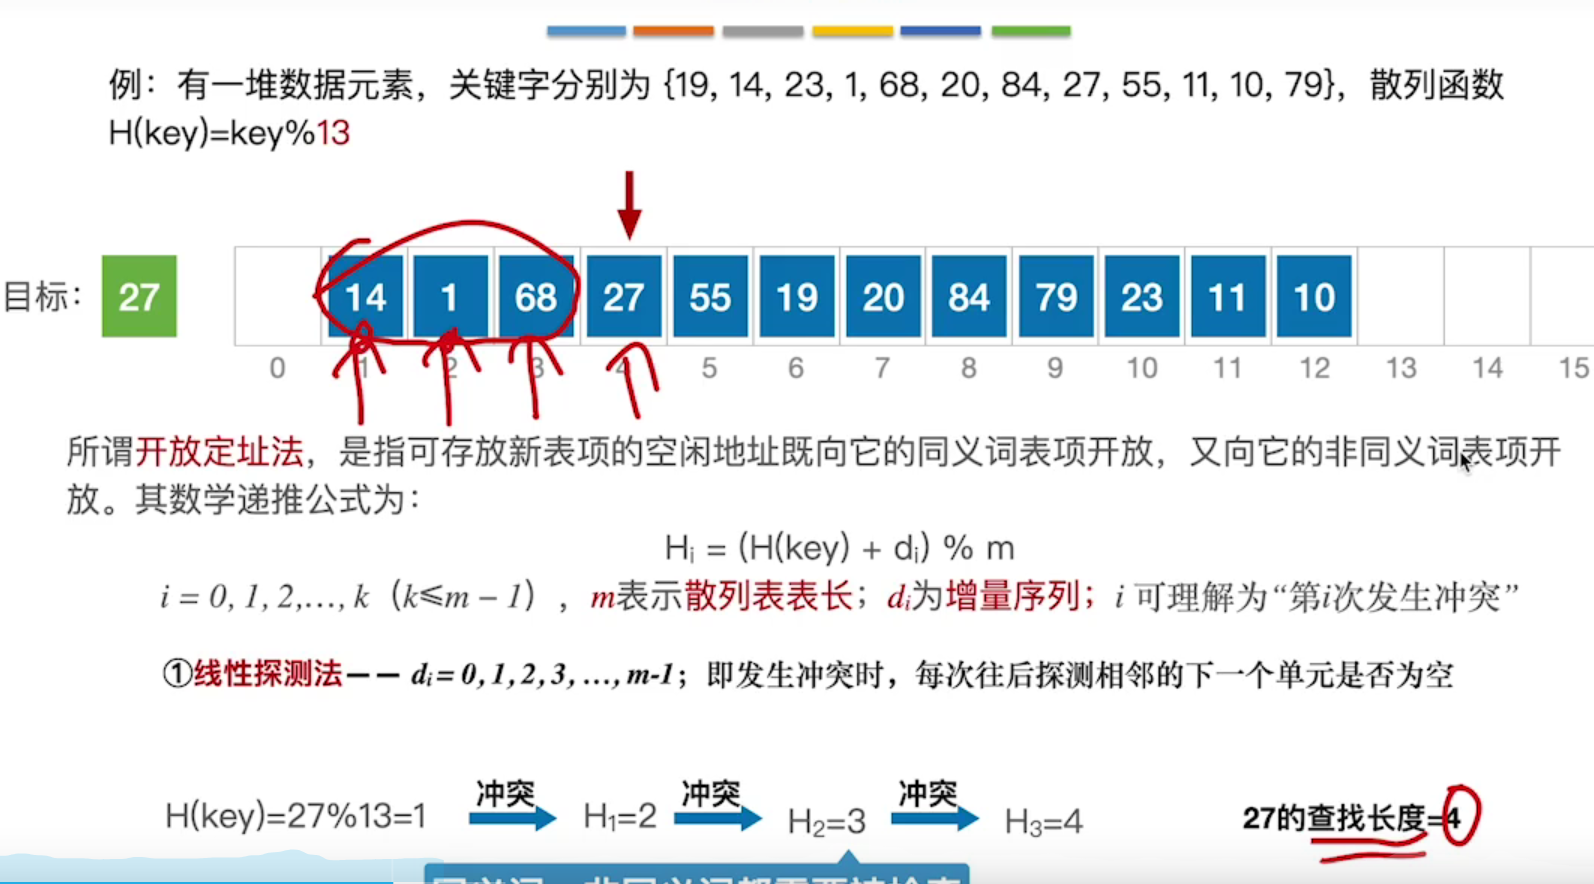 例：有一堆数据元素，关键字分别为 {19, 14, 23, 1, 68, 20, 84, 27, 55, 11, 10, 79}，散列函数
H(key)=key%13
目标： 27 14 1 68 27 55 19 20 84 79 23 11 10
0 1 2 3 4 5 6 7 8 9 10 11 12 13 14 15
所谓开放定址法，是指可存放新表项的空闲地址既向它的同义词表项开放，又向它的非同义词表项开
放。其数学递推公式为：
Hᵢ = (H(key) + dᵢ) % m
i = 0, 1, 2,…, k（k≤m – 1），m表示散列表表长；dᵢ为增量序列；i 可理解为“第i次发生冲突”
①线性探测法—— dᵢ = 0, 1, 2, 3, …, m-1；即发生冲突时，每次往后探测相邻的下一个单元是否为空
冲突 冲突 冲突
H(key)=27%13=1 H₁=2 H₂=3 H₃=4 27的查找长度=4